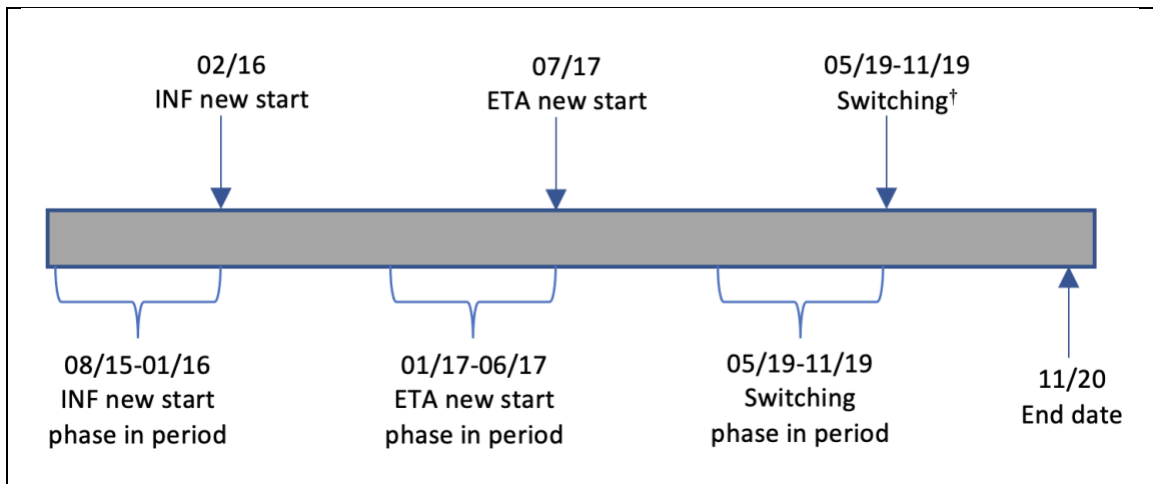 02/16
INF new start
07/17
ETA new start
05/19-11/19
Switching†
08/15-01/16
INF new start
phase in period
01/17-06/17
ETA new start
phase in period
05/19-11/19
Switching
phase in period
11/20
End date